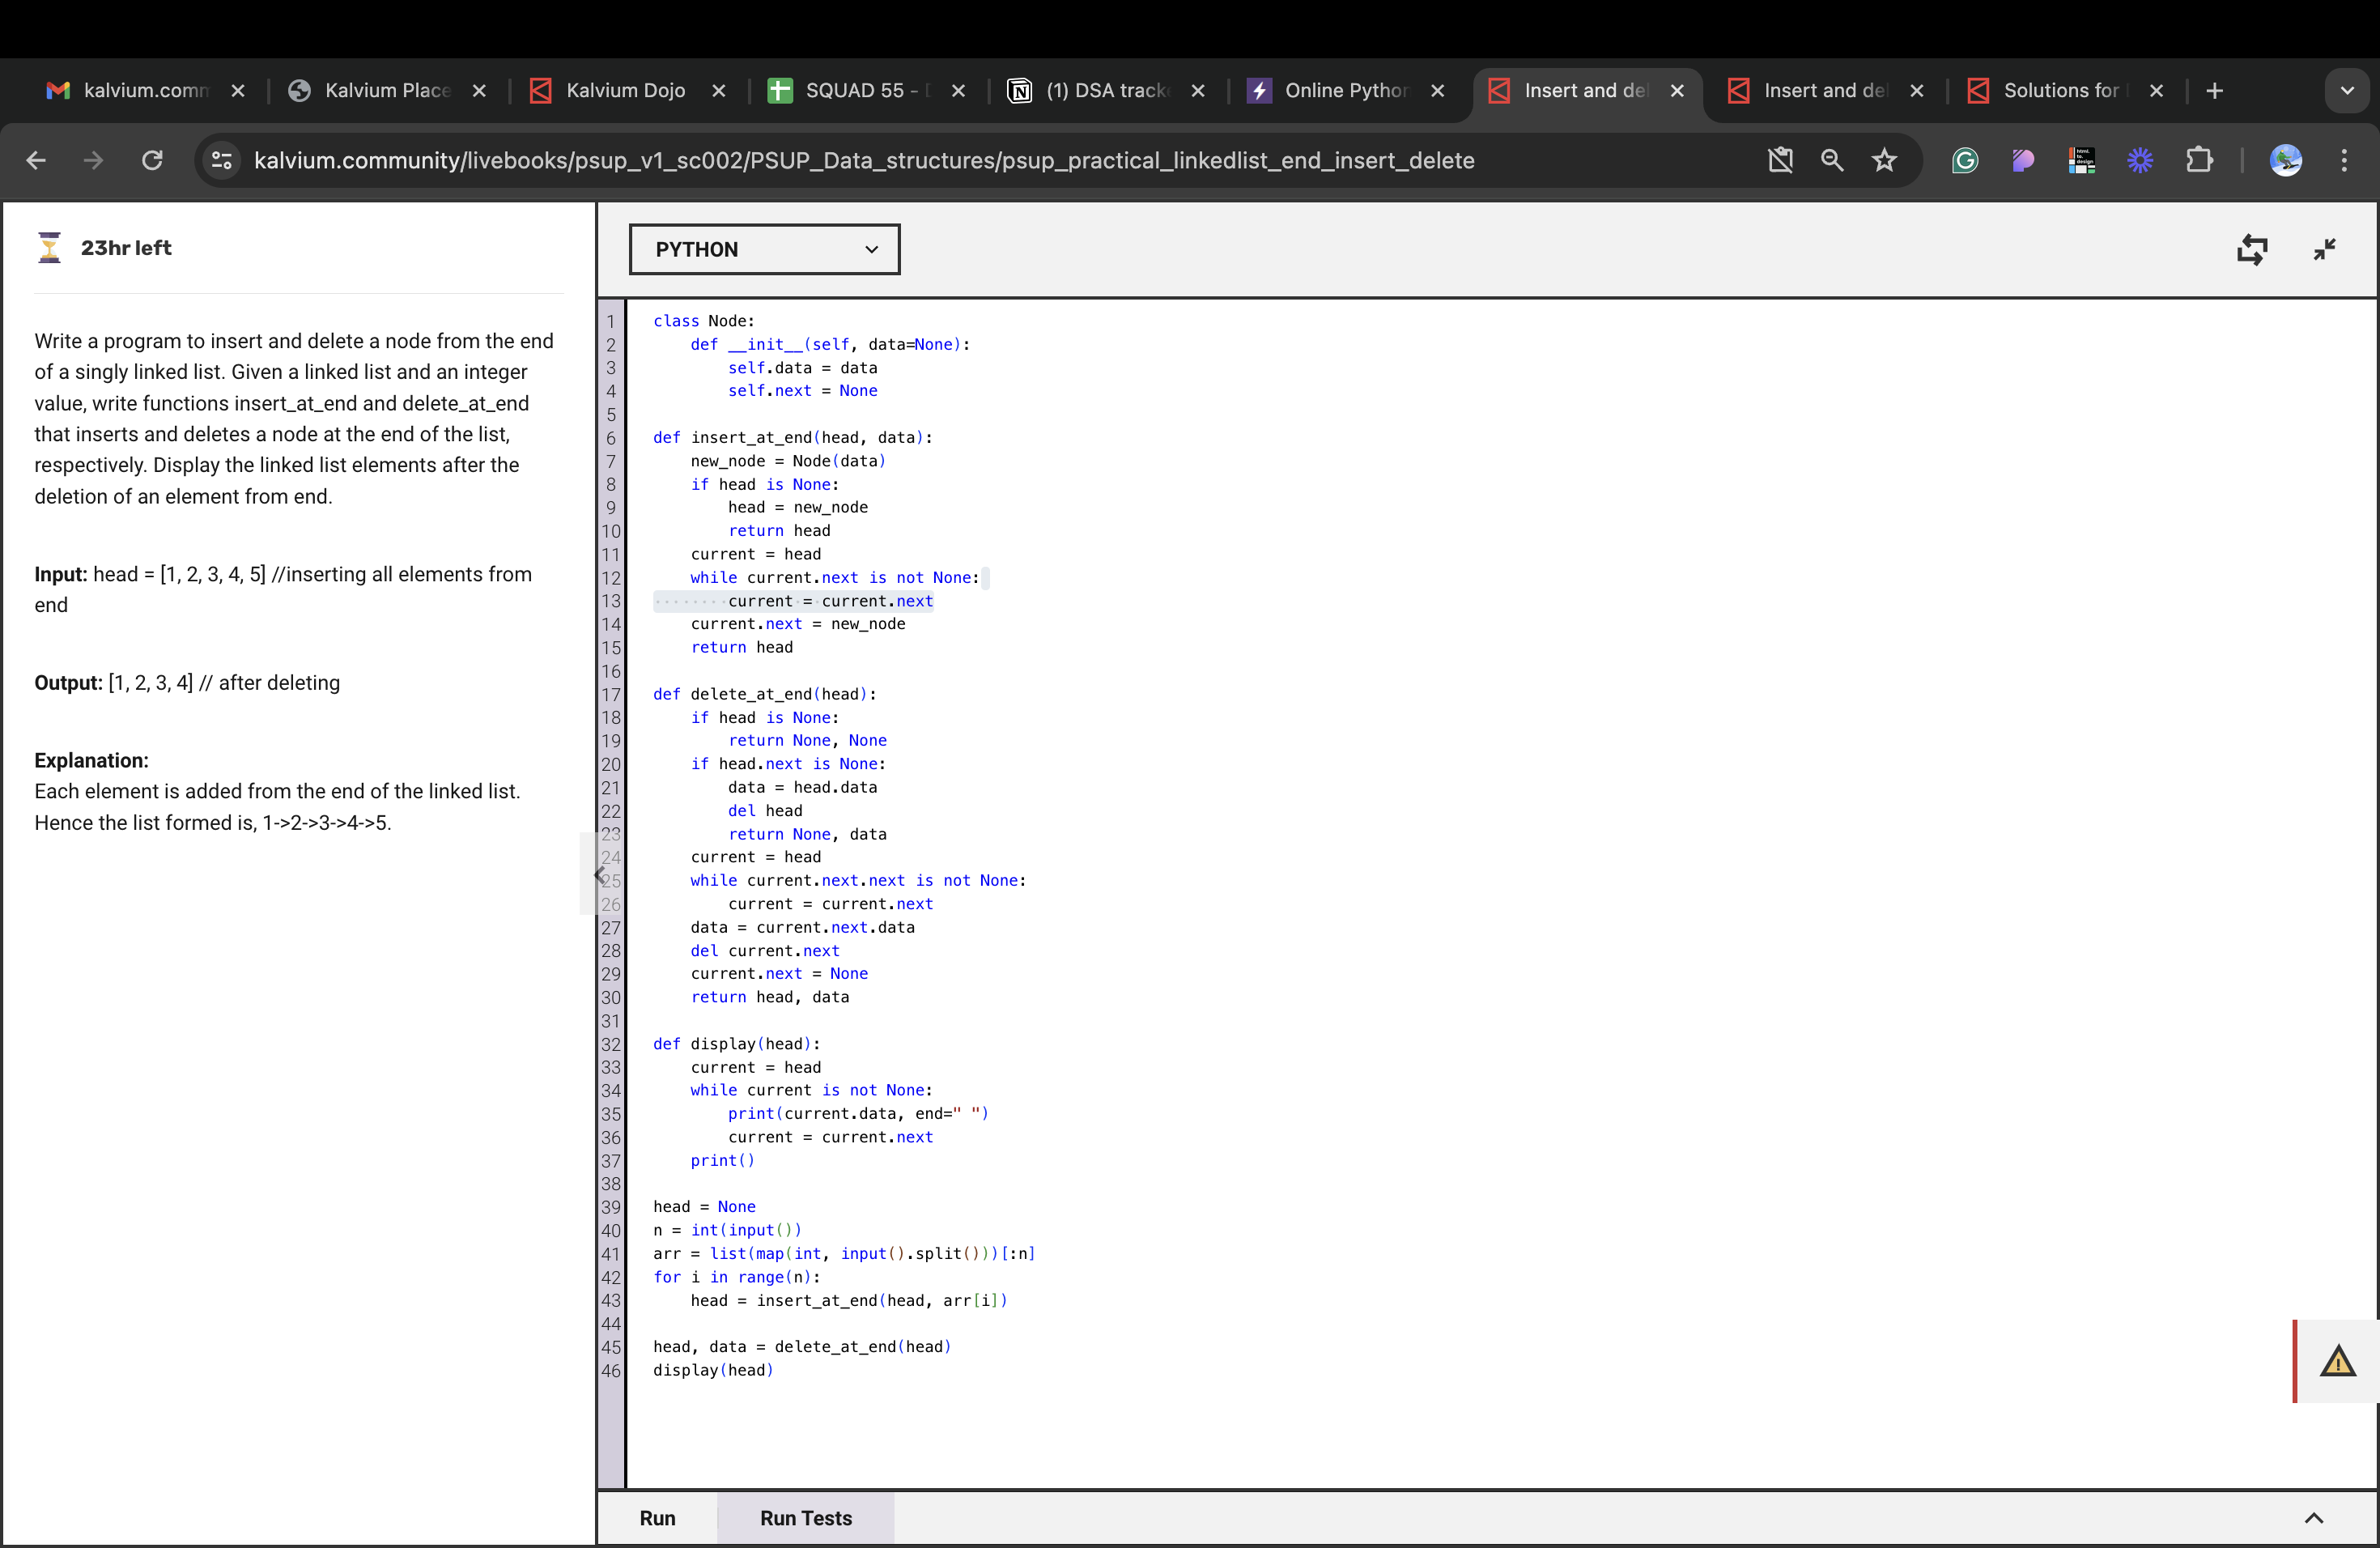 kalvium.comm
Kalvium Place
Kalvium Dojo
SQUAD 55 - D
(1) DSA track
Online Python
Insert and del
Insert and del
Solutions for
kalvium.community/livebooks/psup_v1_sc002/PSUP_Data_structures/psup_practical_linkedlist_end_insert_delete
23hr left
Write a program to insert and delete a node from the end
of a singly linked list. Given a linked list and an integer
value, write functions insert_at_end and delete_at_end
that inserts and deletes a node at the end of the list,
respectively. Display the linked list elements after the
deletion of an element from end.
Input: head = [1, 2, 3, 4, 5] //inserting all elements from
end
Output: [1, 2, 3, 4] // after deleting
Explanation:
Each element is added from the end of the linked list.
Hence the list formed is, 1->2->3->4->5.
PYTHON
1 class Node:
2     def __init__(self, data=None):
3         self.data = data
4         self.next = None
5
6 def insert_at_end(head, data):
7     new_node = Node(data)
8     if head is None:
9         head = new_node
10         return head
11     current = head
12     while current.next is not None:
13         current = current.next
14     current.next = new_node
15     return head
16
17 def delete_at_end(head):
18     if head is None:
19         return None, None
20     if head.next is None:
21         data = head.data
22         del head
23         return None, data
24     current = head
25     while current.next.next is not None:
26         current = current.next
27     data = current.next.data
28     del current.next
29     current.next = None
30     return head, data
31
32 def display(head):
33     current = head
34     while current is not None:
35         print(current.data, end=" ")
36         current = current.next
37     print()
38
39 head = None
40 n = int(input())
41 arr = list(map(int, input().split()))[:n]
42 for i in range(n):
43     head = insert_at_end(head, arr[i])
44
45 head, data = delete_at_end(head)
46 display(head)
Run
Run Tests